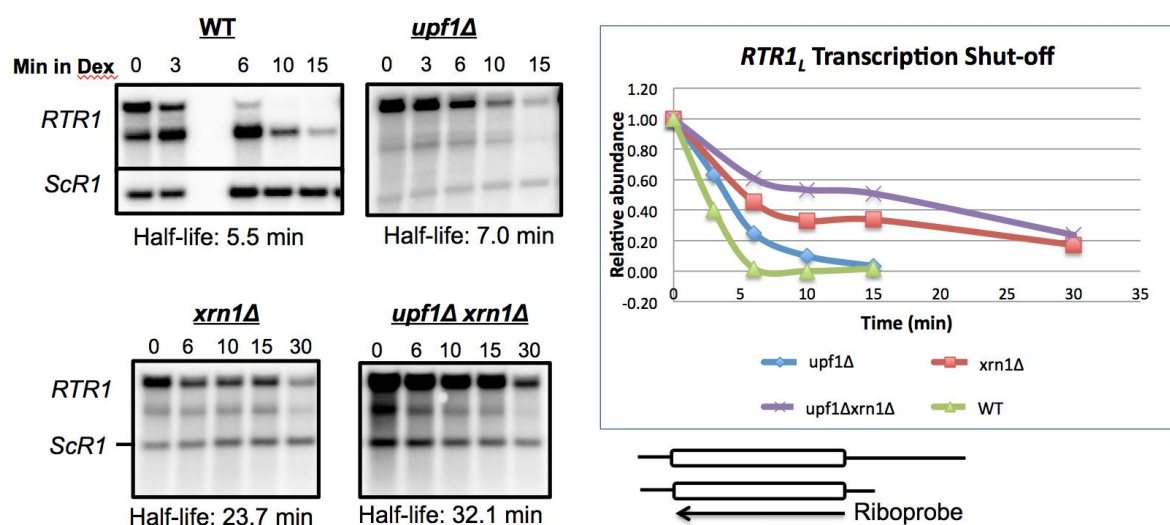 WT
upf1Δ
Min in Dex 0 3 6 10 15
0 3 6 10 15
RTR1
ScR1
Half-life: 5.5 min
Half-life: 7.0 min
xrn1Δ
upf1Δ xrn1Δ
0 6 10 15 30
0 6 10 15 30
RTR1
ScR1
Half-life: 23.7 min
Half-life: 32.1 min
RTR1L Transcription Shut-off
Relative abundance
1.20
1.00
0.80
0.60
0.40
0.20
0.00
-0.20
0 5 10 15 20 25 30 35
Time (min)
upf1Δ
xrn1Δ
upf1Δxrn1Δ
WT
Riboprobe